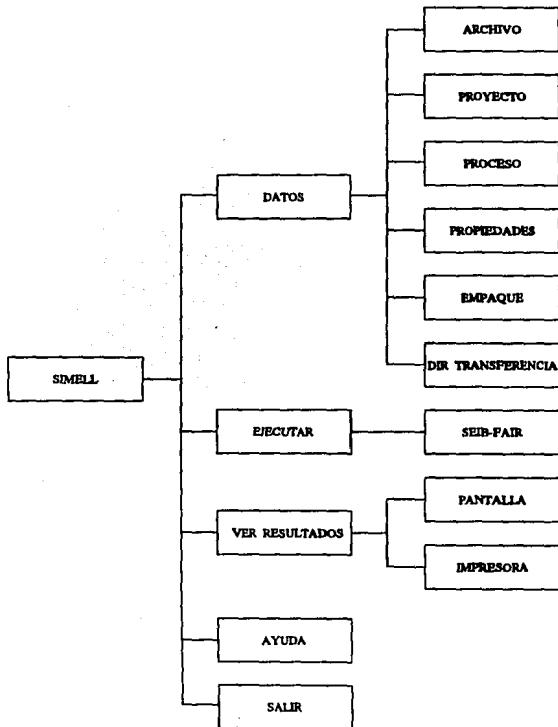 ARCHIVO
PROYECTO
PROCESO
DATOS
PROPIEDADES
EMPAQUE
SIMELL
DIR TRANSFERENCIA
EJECUTAR
SEIB-FAIR
PANTALLA
VER RESULTADOS
IMPRESORA
AYUDA
SALIR